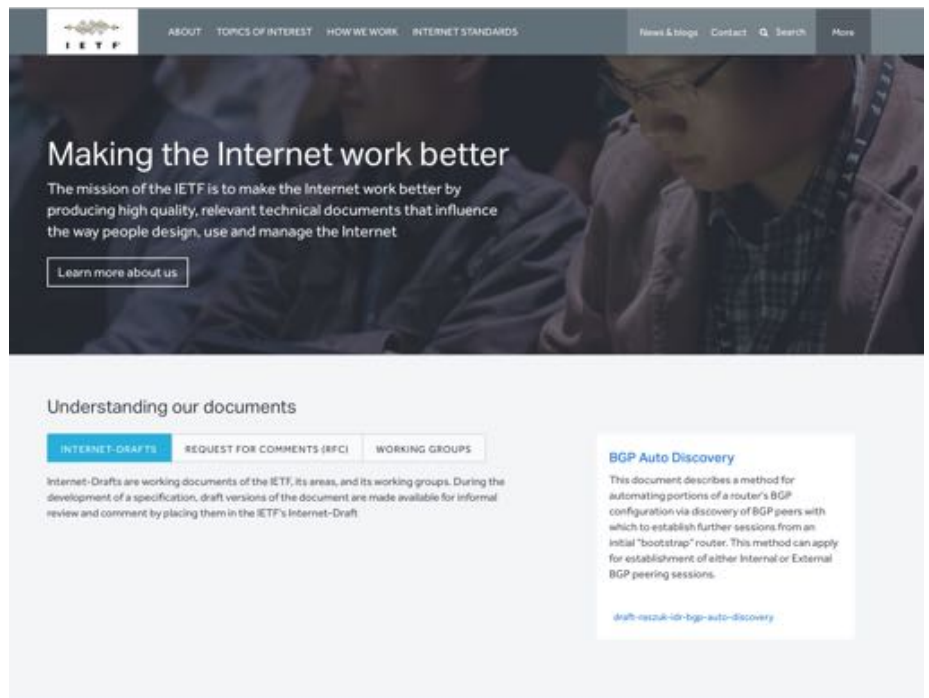 IETF
ABOUT TOPICS OF INTEREST HOW WE WORK INTERNET STANDARDS
News & blogs Contact Search More
Making the Internet work better
The mission of the IETF is to make the Internet work better by
producing high quality, relevant technical documents that influence
the way people design, use and manage the Internet
Learn more about us
Understanding our documents
INTERNET-DRAFTS REQUEST FOR COMMENTS (RFC) WORKING GROUPS
Internet-Drafts are working documents of the IETF, its areas, and its working groups. During the
development of a specification, draft versions of the document are made available for informal
review and comment by placing them in the IETF's Internet-Draft
BGP Auto Discovery
This document describes a method for
automating portions of a router's BGP
configuration via discovery of BGP peers with
which to establish further sessions from an
initial "bootstrap" router. This method can apply
for establishment of either Internal or External
BGP peering sessions.
draft-raszuk-idr-bgp-auto-discovery